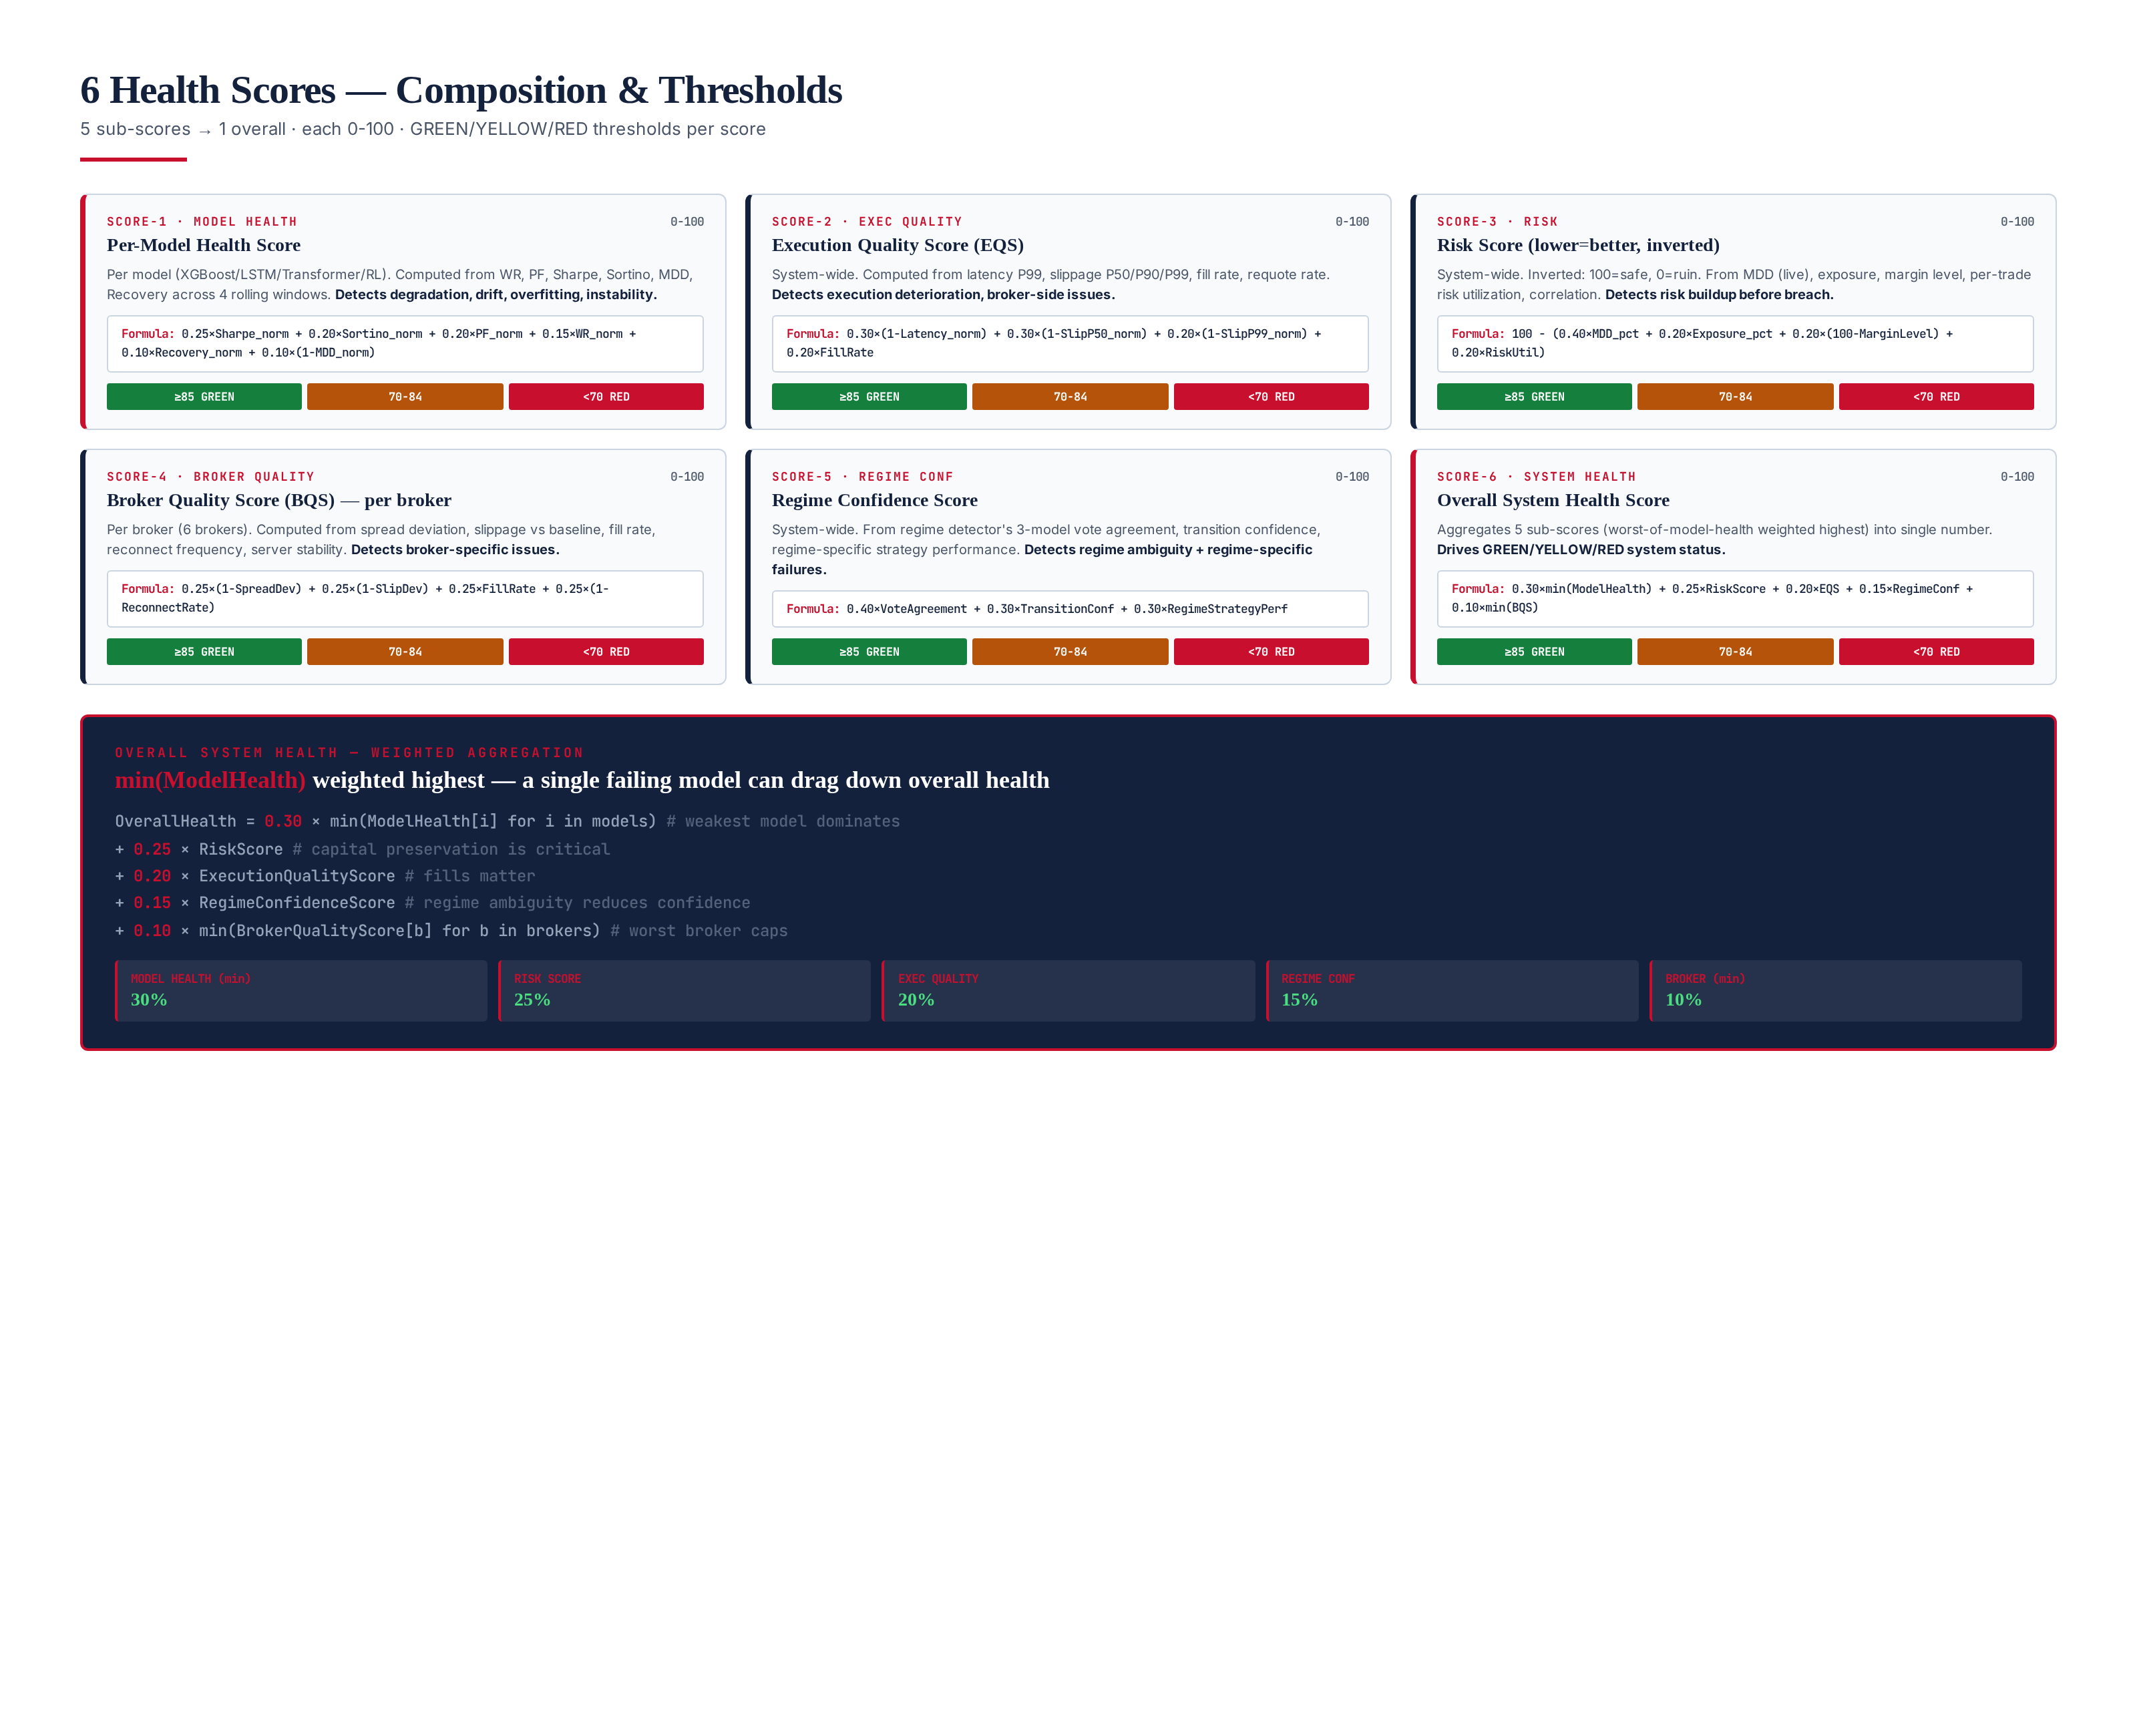 6 Health Scores — Composition & Thresholds
5 sub-scores → 1 overall · each 0-100 · GREEN/YELLOW/RED thresholds per score
SCORE-1 · MODEL HEALTH
0-100
Per-Model Health Score
Per model (XGBoost/LSTM/Transformer/RL). Computed from WR, PF, Sharpe, Sortino, MDD,
Recovery across 4 rolling windows. Detects degradation, drift, overfitting, instability.
Formula: 0.25×Sharpe_norm + 0.20×Sortino_norm + 0.20×PF_norm + 0.15×WR_norm +
0.10×Recovery_norm + 0.10×(1-MDD_norm)
≥85 GREEN
70-84
<70 RED
SCORE-2 · EXEC QUALITY
0-100
Execution Quality Score (EQS)
System-wide. Computed from latency P99, slippage P50/P90/P99, fill rate, requote rate.
Detects execution deterioration, broker-side issues.
Formula: 0.30×(1-Latency_norm) + 0.30×(1-SlipP50_norm) + 0.20×(1-SlipP99_norm) +
0.20×FillRate
≥85 GREEN
70-84
<70 RED
SCORE-3 · RISK
0-100
Risk Score (lower=better, inverted)
System-wide. Inverted: 100=safe, 0=ruin. From MDD (live), exposure, margin level, per-trade
risk utilization, correlation. Detects risk buildup before breach.
Formula: 100 - (0.40×MDD_pct + 0.20×Exposure_pct + 0.20×(100-MarginLevel) +
0.20×RiskUtil)
≥85 GREEN
70-84
<70 RED
SCORE-4 · BROKER QUALITY
0-100
Broker Quality Score (BQS) — per broker
Per broker (6 brokers). Computed from spread deviation, slippage vs baseline, fill rate,
reconnect frequency, server stability. Detects broker-specific issues.
Formula: 0.25×(1-SpreadDev) + 0.25×(1-SlipDev) + 0.25×FillRate + 0.25×(1-
ReconnectRate)
≥85 GREEN
70-84
<70 RED
SCORE-5 · REGIME CONF
0-100
Regime Confidence Score
System-wide. From regime detector's 3-model vote agreement, transition confidence,
regime-specific strategy performance. Detects regime ambiguity + regime-specific
failures.
Formula: 0.40×VoteAgreement + 0.30×TransitionConf + 0.30×RegimeStrategyPerf
≥85 GREEN
70-84
<70 RED
SCORE-6 · SYSTEM HEALTH
0-100
Overall System Health Score
Aggregates 5 sub-scores (worst-of-model-health weighted highest) into single number.
Drives GREEN/YELLOW/RED system status.
Formula: 0.30×min(ModelHealth) + 0.25×RiskScore + 0.20×EQS + 0.15×RegimeConf +
0.10×min(BQS)
≥85 GREEN
70-84
<70 RED
OVERALL SYSTEM HEALTH — WEIGHTED AGGREGATION
min(ModelHealth) weighted highest — a single failing model can drag down overall health
OverallHealth = 0.30 × min(ModelHealth[i] for i in models) # weakest model dominates
+ 0.25 × RiskScore # capital preservation is critical
+ 0.20 × ExecutionQualityScore # fills matter
+ 0.15 × RegimeConfidenceScore # regime ambiguity reduces confidence
+ 0.10 × min(BrokerQualityScore[b] for b in brokers) # worst broker caps
MODEL HEALTH (min)
30%
RISK SCORE
25%
EXEC QUALITY
20%
REGIME CONF
15%
BROKER (min)
10%